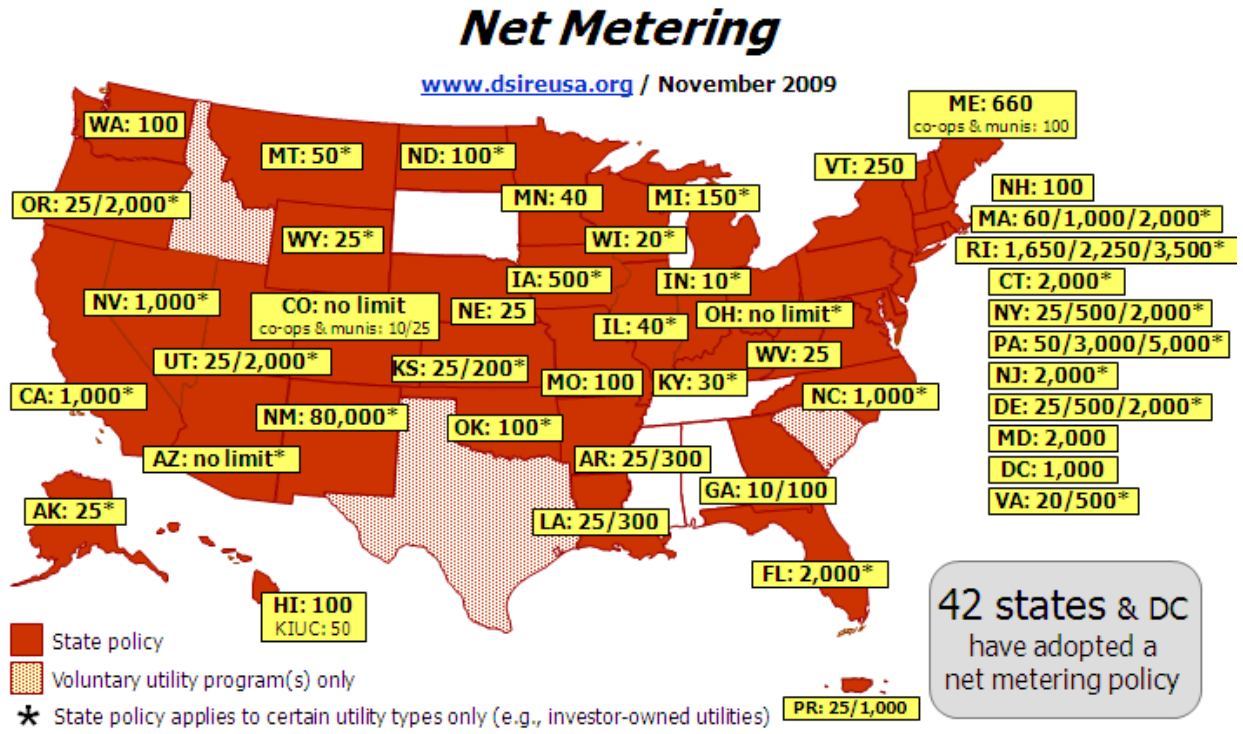 Net Metering
www.dsireusa.org / November 2009
ME: 660
co-ops & munis: 100
WA: 100
MT: 50*
ND: 100*
VT: 250
NH: 100
MN: 40
MI: 150*
OR: 25/2,000*
MA: 60/1,000/2,000*
WY: 25*
WI: 20*
RI: 1,650/2,250/3,500*
IA: 500*
IN: 10*
CT: 2,000*
NV: 1,000*
CO: no limit
co-ops & munis: 10/25
NE: 25
IL: 40*
OH: no limit*
NY: 25/500/2,000*
PA: 50/3,000/5,000*
UT: 25/2,000*
KS: 25/200*
WV: 25
MO: 100
KY: 30*
NJ: 2,000*
CA: 1,000*
NM: 80,000*
NC: 1,000*
DE: 25/500/2,000*
OK: 100*
MD: 2,000
AZ: no limit*
AR: 25/300
DC: 1,000
GA: 10/100
VA: 20/500*
AK: 25*
LA: 25/300
FL: 2,000*
HI: 100
KIUC: 50
42 states & DC
have adopted a
net metering policy
State policy
Voluntary utility program(s) only
* State policy applies to certain utility types only (e.g., investor-owned utilities)
PR: 25/1,000